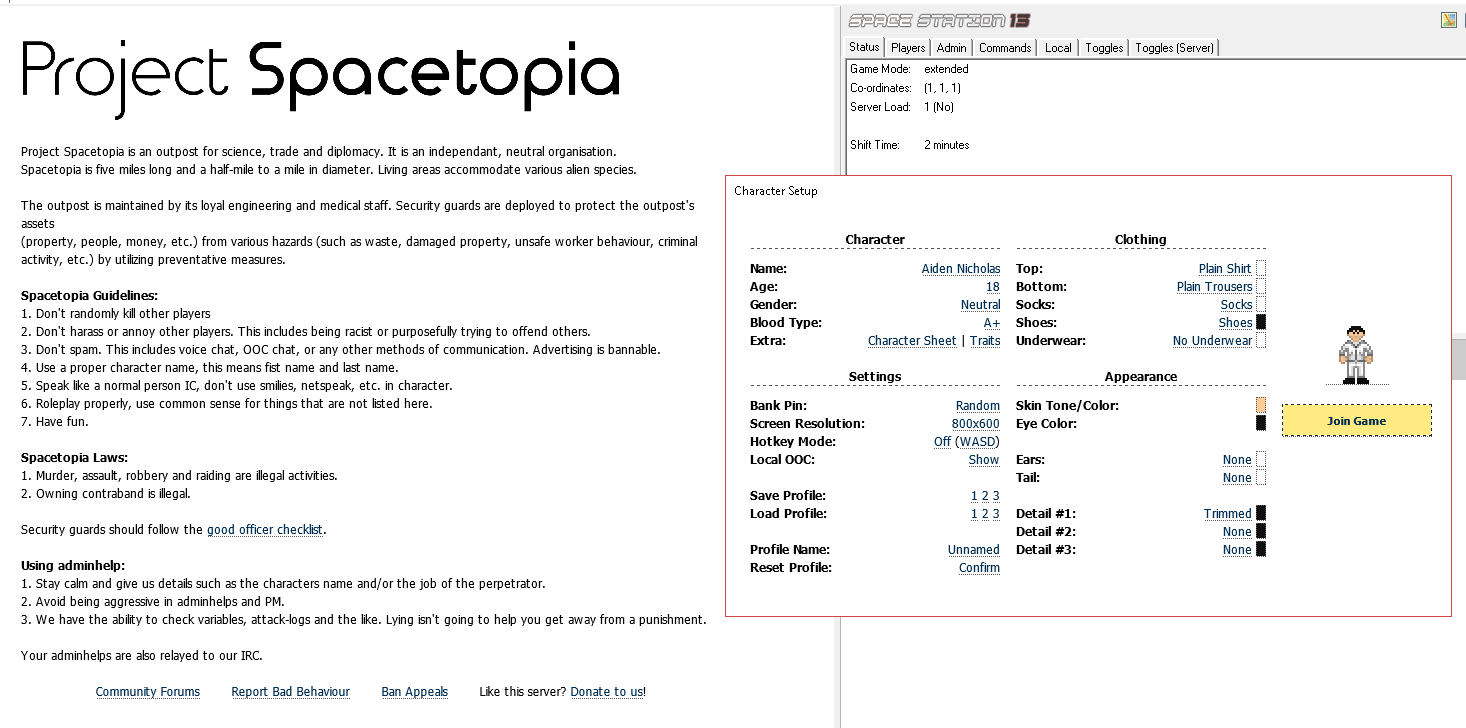 Project Spacetopia
Project Spacetopia is an outpost for science, trade and diplomacy. It is an independant, neutral organisation.
Spacetopia is five miles long and a half-mile to a mile in diameter. Living areas accommodate various alien species.
The outpost is maintained by its loyal engineering and medical staff. Security guards are deployed to protect the outpost's
assets
(property, people, money, etc.) from various hazards (such as waste, damaged property, unsafe worker behaviour, criminal
activity, etc.) by utilizing preventative measures.
Spacetopia Guidelines:
1. Don't randomly kill other players
2. Don't harass or annoy other players. This includes being racist or purposefully trying to offend others.
3. Don't spam. This includes voice chat, OOC chat, or any other methods of communication. Advertising is bannable.
4. Use a proper character name, this means fist name and last name.
5. Speak like a normal person IC, don't use smilies, netspeak, etc. in character.
6. Roleplay properly, use common sense for things that are not listed here.
7. Have fun.
Spacetopia Laws:
1. Murder, assault, robbery and raiding are illegal activities.
2. Owning contraband is illegal.
Security guards should follow the good officer checklist.
Using adminhelp:
1. Stay calm and give us details such as the characters name and/or the job of the perpetrator.
2. Avoid being aggressive in adminhelps and PM.
3. We have the ability to check variables, attack-logs and the like. Lying isn't going to help you get away from a punishment.
Your adminhelps are also relayed to our IRC.
Community Forums Report Bad Behaviour Ban Appeals Like this server? Donate to us!
SPACE STATION 13
Status Players Admin Commands Local Toggles Toggles (Server)
Game Mode: extended
Co-ordinates: (1, 1, 1)
Server Load: 1 (No)
Shift Time: 2 minutes
Character Setup
Character
Name: Aiden Nicholas
Age: 18
Gender: Neutral
Blood Type: A+
Extra: Character Sheet | Traits
Settings
Bank Pin: Random
Screen Resolution: 800x600
Hotkey Mode: Off (WASD)
Local OOC: Show
Save Profile: 1 2 3
Load Profile: 1 2 3
Profile Name: Unnamed
Reset Profile: Confirm
Clothing
Top: Plain Shirt
Bottom: Plain Trousers
Socks: Socks
Shoes: Shoes
Underwear: No Underwear
Appearance
Skin Tone/Color:
Eye Color:
Ears: None
Tail: None
Detail #1: Trimmed
Detail #2: None
Detail #3: None
Join Game